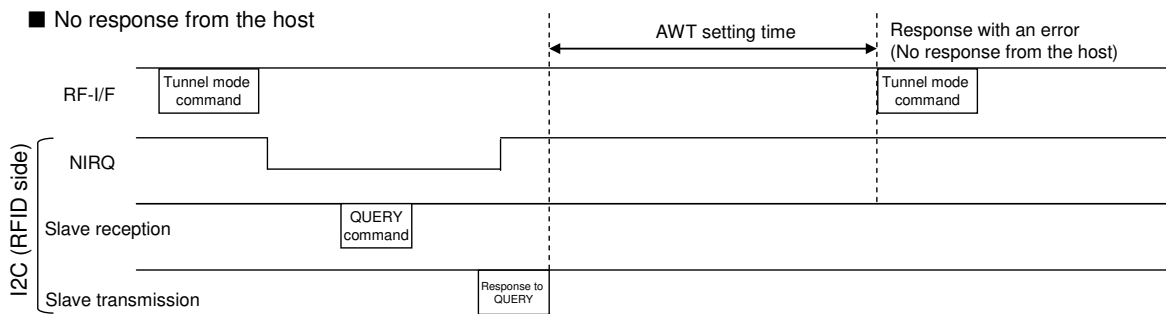 ■ No response from the host
AWT setting time
Response with an error
(No response from the host)
RF-I/F
Tunnel mode
command
Tunnel mode
command
I2C (RFID side)
NIRQ
Slave reception
QUERY
command
Slave transmission
Response to
QUERY